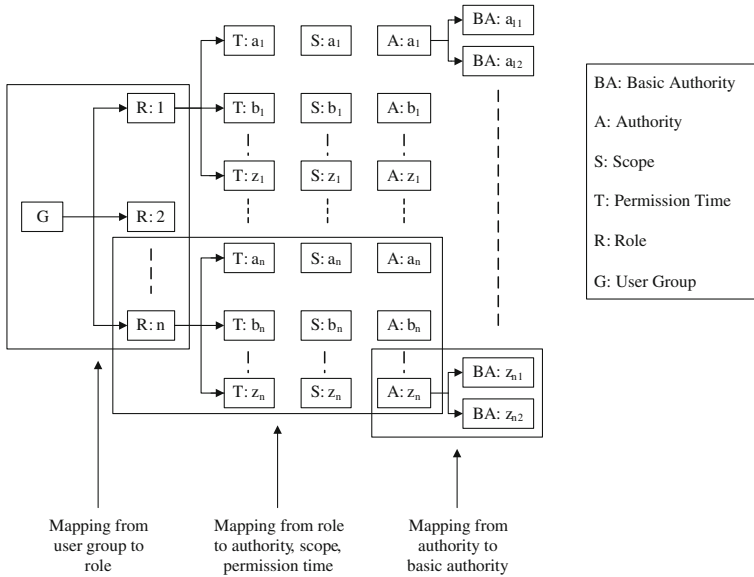 T: a₁ S: a₁ A: a₁ BA: a₁₁
BA: a₁₂
R: 1 T: b₁ S: b₁ A: b₁
T: z₁ S: z₁ A: z₁
G R: 2
T: aₙ S: aₙ A: aₙ
R: n T: bₙ S: bₙ A: bₙ
T: zₙ S: zₙ A: zₙ BA: zₙ₁
BA: zₙ₂
BA: Basic Authority
A: Authority
S: Scope
T: Permission Time
R: Role
G: User Group
Mapping from
user group to
role
Mapping from role
to authority, scope,
permission time
Mapping from
authority to
basic authority